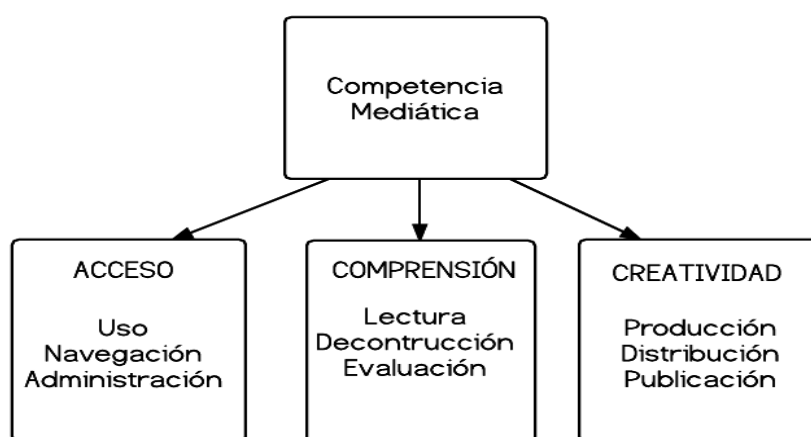 Competencia
Mediática
ACCESO
Uso
Navegación
Administración
COMPRENSIÓN
Lectura
Decontrucción
Evaluación
CREATIVIDAD
Producción
Distribución
Publicación